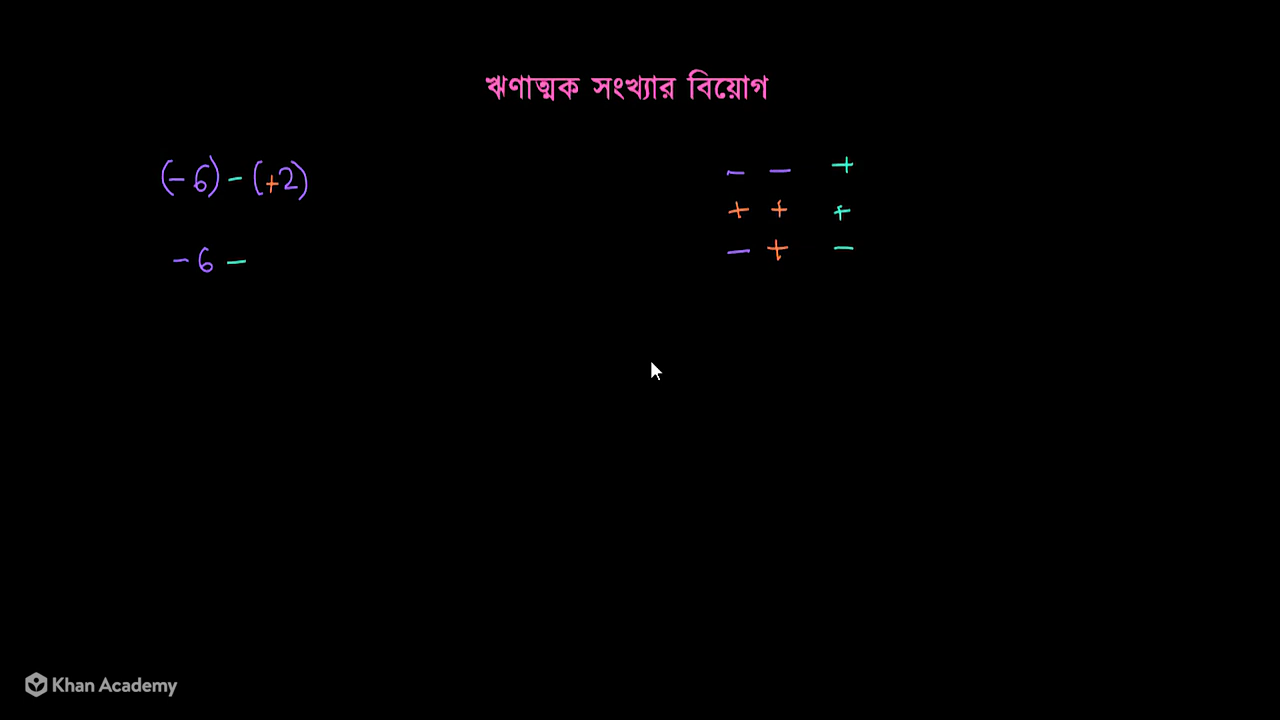 ঋণাত্মক সংখ্যার বিয়োগ
(-6) - (+2)
-6 -
- - +
+ + +
- + -
Khan Academy